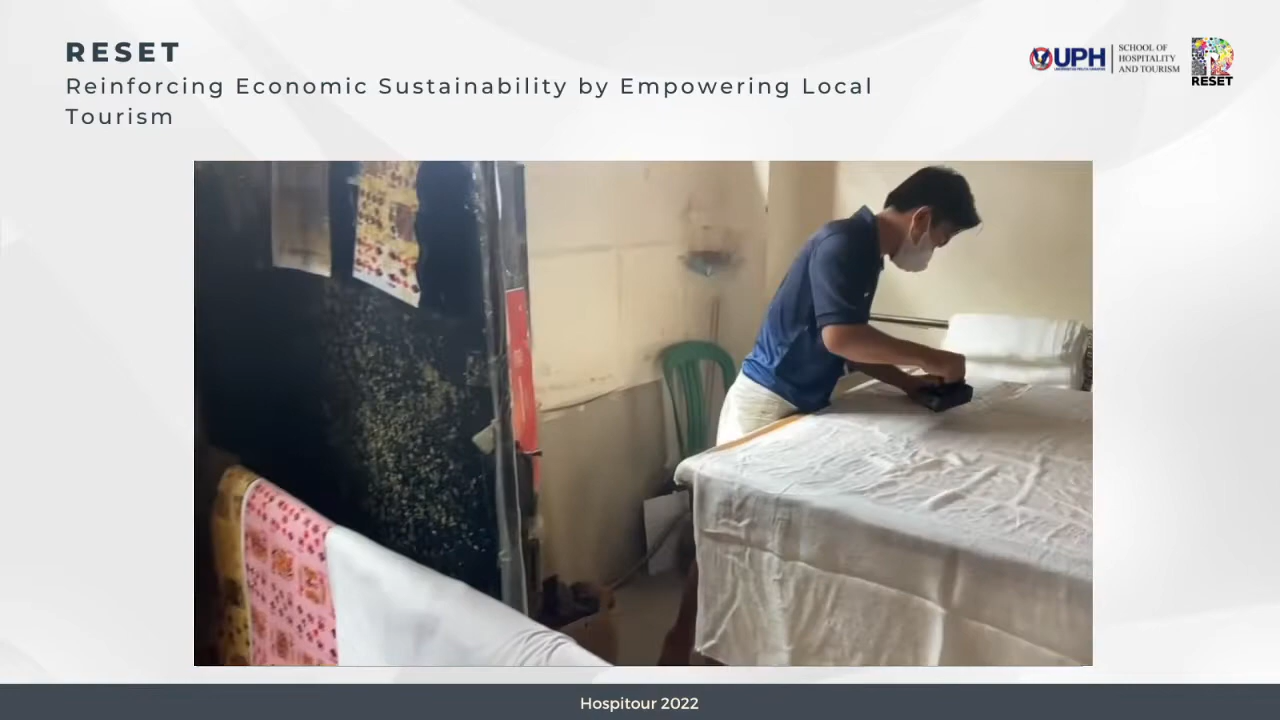 RESET
Reinforcing Economic Sustainability by Empowering Local
Tourism
UPH
SCHOOL OF
HOSPITALITY
AND TOURISM
RESET
Hospitour 2022